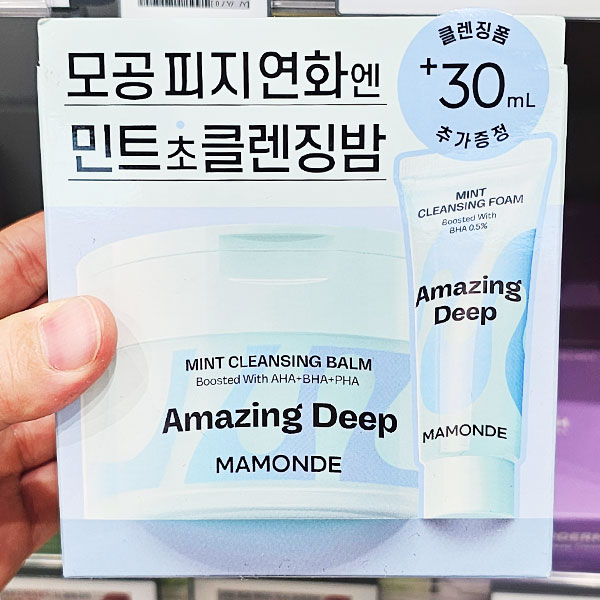 모공 피지 연화엔
민트 초클렌징밤
클렌징폼
+30mL
추가증정
MINT
CLEANSING FOAM
Boosted With
BHA 0.5%
Amazing
Deep
MAMONDE
MINT CLEANSING BALM
Boosted With AHA+BHA+PHA
Amazing Deep
MAMONDE